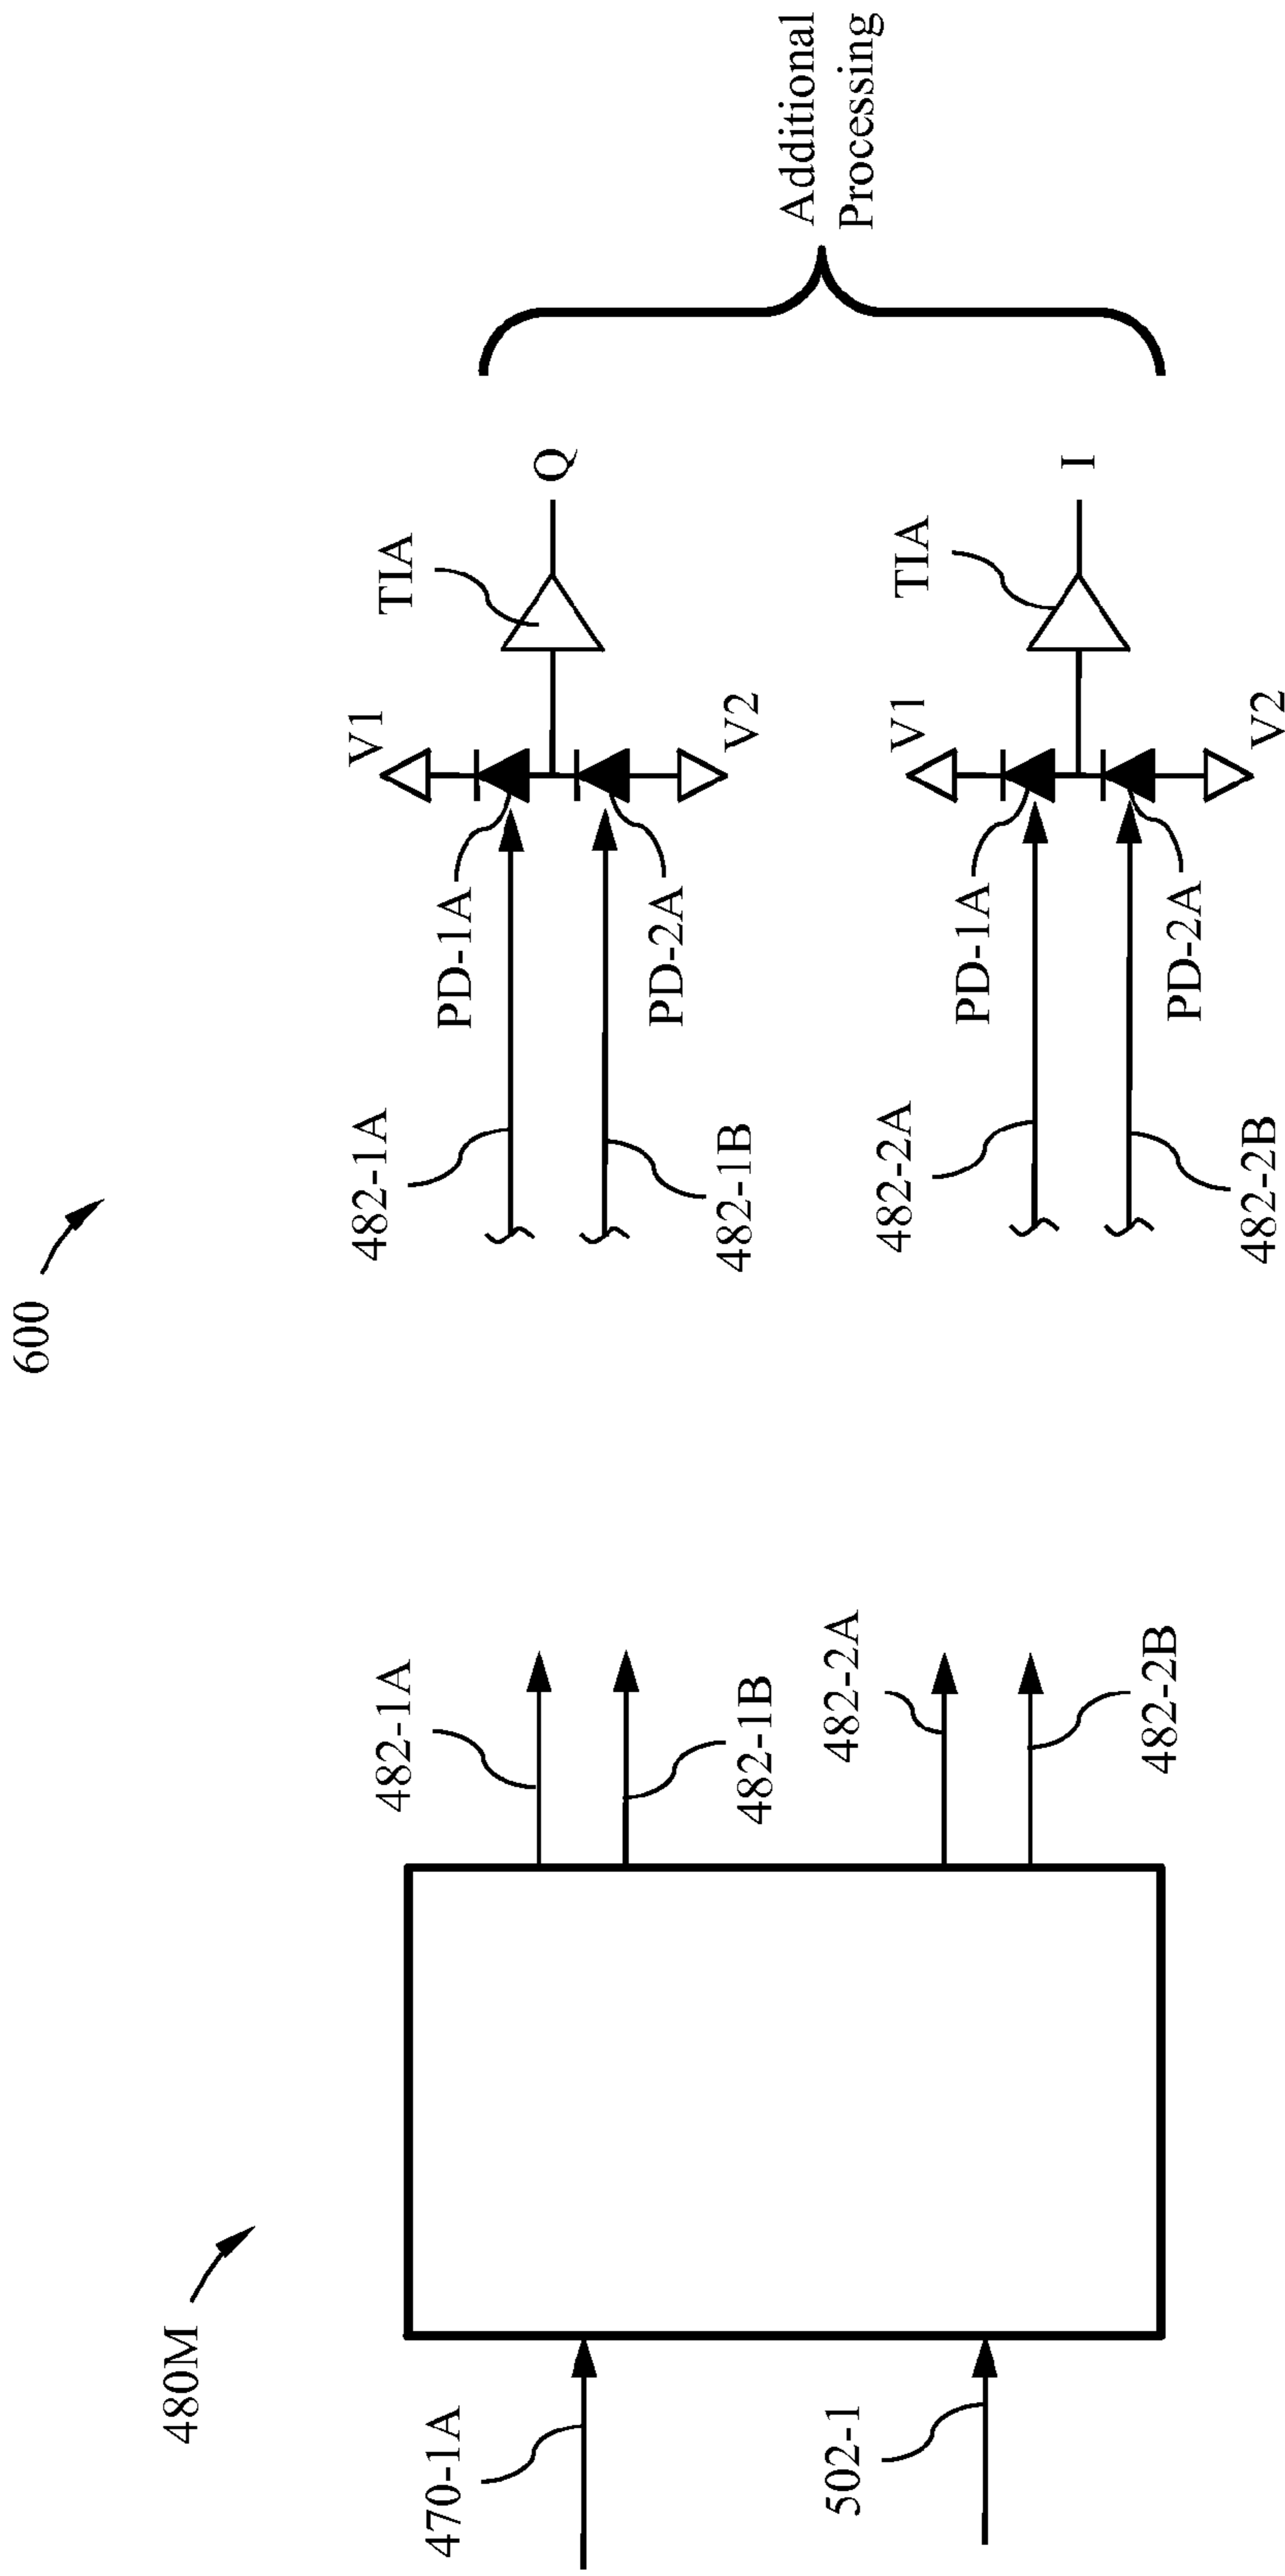 600
480M
470-1A
502-1
482-1A
482-1B
482-2A
482-2B
482-1A
482-1B
PD-1A
PD-2A
V1
V2
TIA
Q
482-2A
482-2B
PD-1A
PD-2A
V1
V2
TIA
I
Additional
Processing